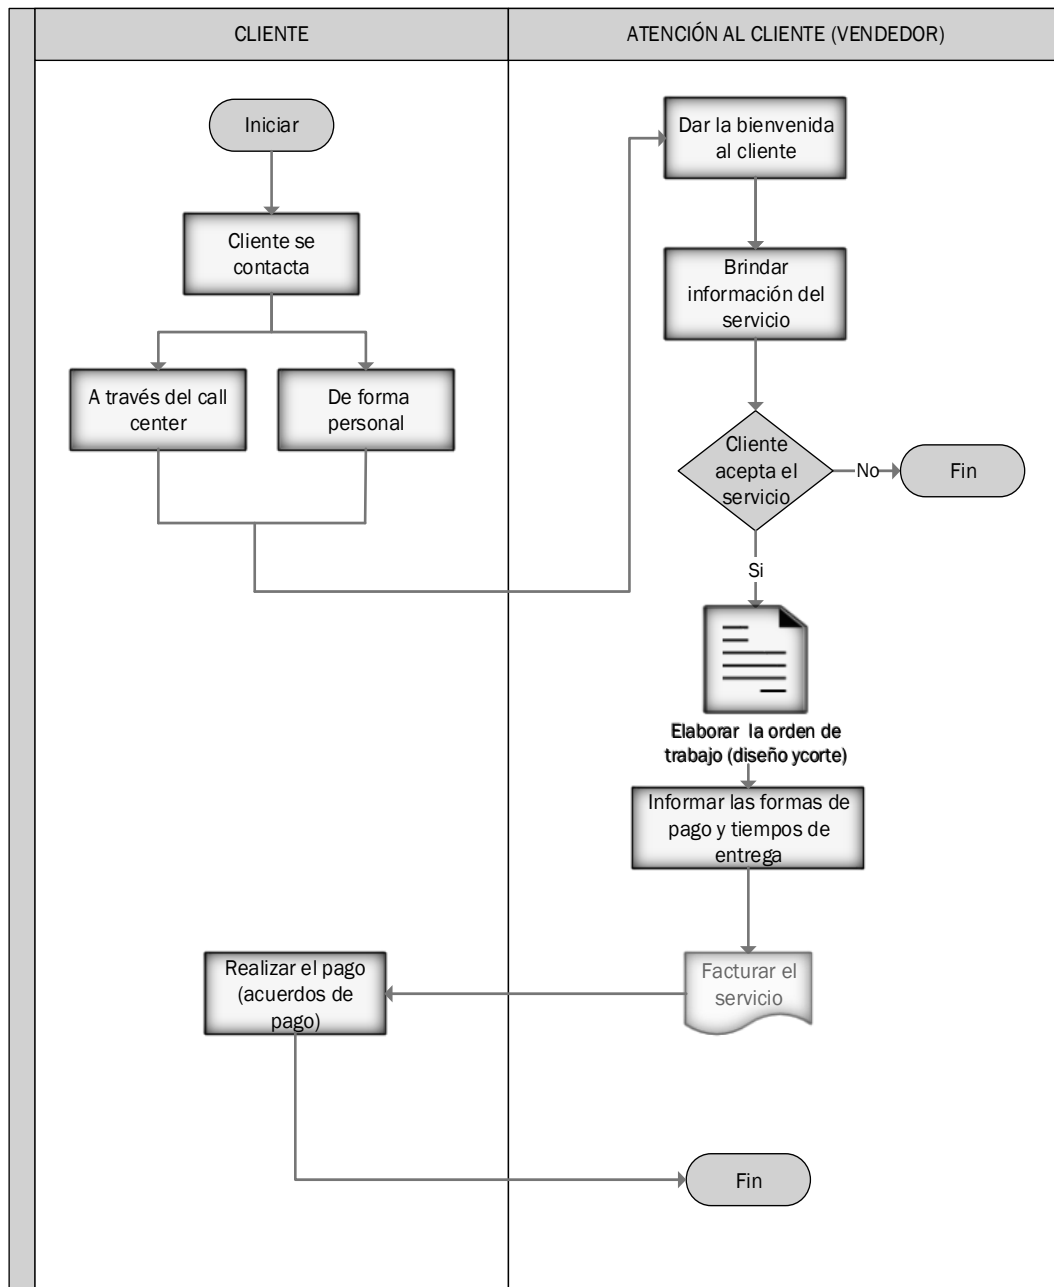 CLIENTE
ATENCIÓN AL CLIENTE (VENDEDOR)
Iniciar
Cliente se
contacta
A través del call
center
De forma
personal
Dar la bienvenida
al cliente
Brindar
información del
servicio
Cliente
acepta el
servicio
No
Fin
Si
Elaborar la orden de
trabajo (diseño ycorte)
Informar las formas de
pago y tiempos de
entrega
Facturar el
servicio
Realizar el pago
(acuerdos de
pago)
Fin